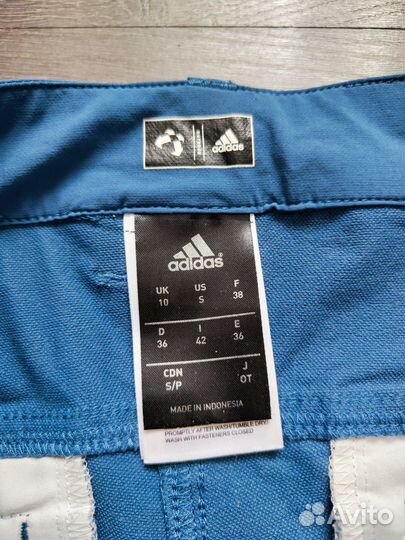 adidas
adidas®
UK US F
10 S 38
D I E
36 42 36
CDN J
S/P OT
MADE IN INDONESIA
PROMPTLY AFTER WASH/TUMBLE DRY/
WASH WITH FASTENERS CLOSED
Avito